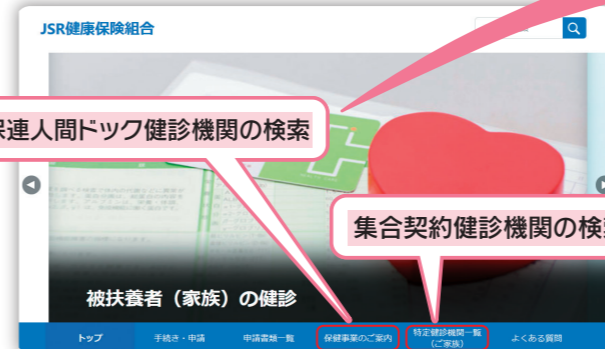 JSR健康保険組合
保連人間ドック健診機関の検索
集合契約健診機関の検索
被扶養者（家族）の健診
トップ
手続き・申請
申請書類一覧
保健事業のご案内
特定健診機関一覧
（ご家族）
よくある質問